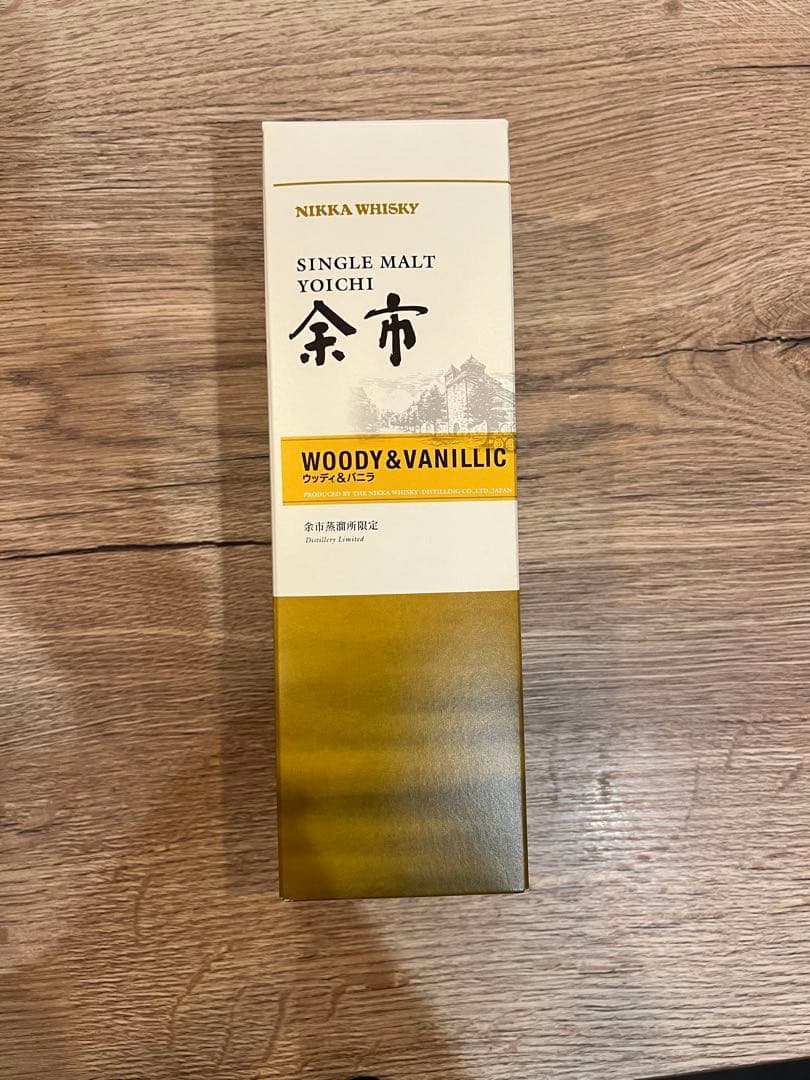 NIKKA WHISKY
SINGLE MALT
YOICHI
余市
WOODY&VANILLIC
ウッディ&バニラ
PRODUCED BY THE NIKKA WHISKY DISTILLING CO.,LTD.,JAPAN
余市蒸溜所限定
Distillery Limited